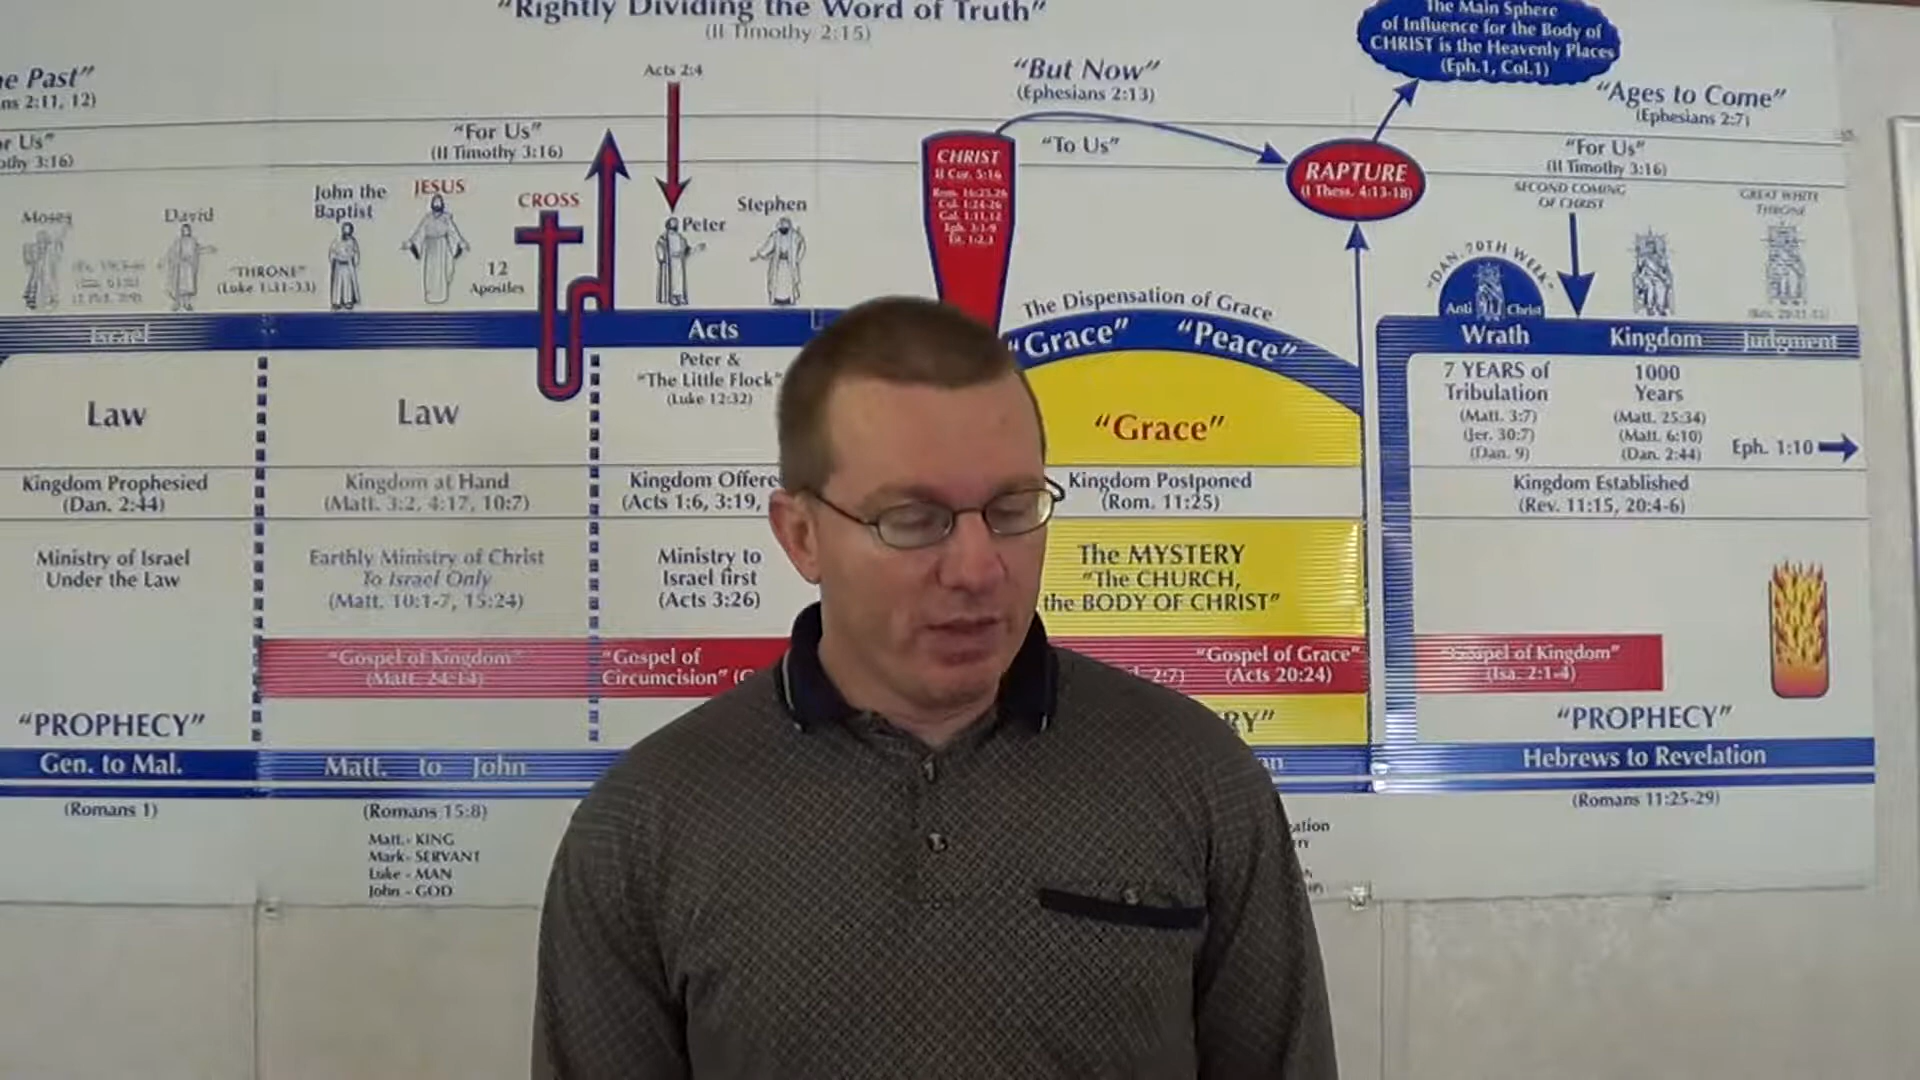 "Rightly Dividing the Word of Truth"
(II Timothy 2:15)
The Main Sphere
of Influence for the Body of
CHRIST is the Heavenly Places
(Eph.1, Col.1)
Past"
2:11, 12)
Acts 2:4
"But Now"
(Ephesians 2:13)
"Ages to Come"
(Ephesians 2:7)
Us"
3:16)
"For Us"
(II Timothy 3:16)
"To Us"
"For Us"
(II Timothy 3:16)
CHRIST
RAPTURE
(I Thess. 4:13-18)
SECOND COMING
OF CHRIST
GREAT WHITE
THRONE
Moses
David
"THRONE"
(Luke 1:31-33)
John the
Baptist
JESUS
12
Apostles
CROSS
Peter
Stephen
"DAN. 70TH WEEK"
Anti Christ
The Dispensation of Grace
"Grace" "Peace"
Israel
Acts
Wrath
Kingdom
Judgment
Law
Law
Peter &
"The Little Flock"
(Luke 12:32)
"Grace"
7 YEARS of
Tribulation
(Matt. 3:7)
(Jer. 30:7)
(Dan. 9)
1000
Years
(Matt. 25:34)
(Matt. 6:10)
(Dan. 2:44)
Eph. 1:10
Kingdom Prophesied
(Dan. 2:44)
Kingdom at Hand
(Matt. 3:2, 4:17, 10:7)
Kingdom Offere
(Acts 1:6, 3:19,
Kingdom Postponed
(Rom. 11:25)
Kingdom Established
(Rev. 11:15, 20:4-6)
Ministry of Israel
Under the Law
Earthly Ministry of Christ
To Israel Only
(Matt. 10:1-7, 15:24)
Ministry to
Israel first
(Acts 3:26)
The MYSTERY
"The CHURCH,
the BODY OF CHRIST"
"Gospel of Kingdom"
(Matt. 24:14)
"Gospel of
Circumcision" (G
2:7)
"Gospel of Grace"
(Acts 20:24)
"Gospel of Kingdom"
(Isa. 2:1-4)
"PROPHECY"
RY"
"PROPHECY"
Gen. to Mal.
Matt. to John
Hebrews to Revelation
(Romans 1)
(Romans 15:8)
(Romans 11:25-29)
Matt.- KING
Mark- SERVANT
Luke - MAN
John - GOD